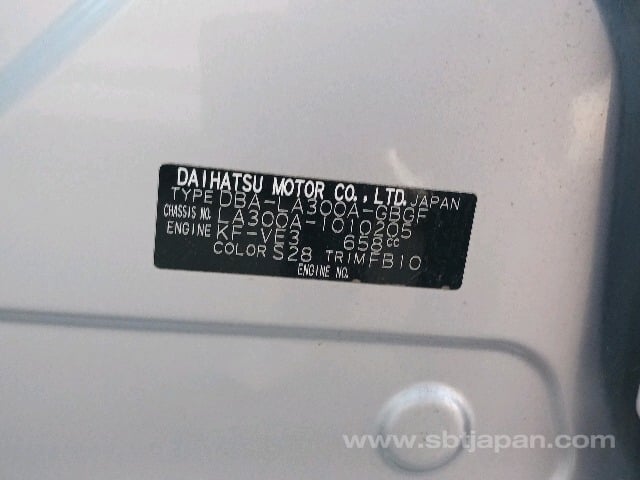 DAIHATSU MOTOR CO., LTD. JAPAN
TYPE DBA-LA300A-GBGF
CHASSIS NO. LA300A-1010205
ENGINE KF-VE3 658cc
COLOR S28 TRIM FB10
ENGINE NO.
www.sbtjapan.com